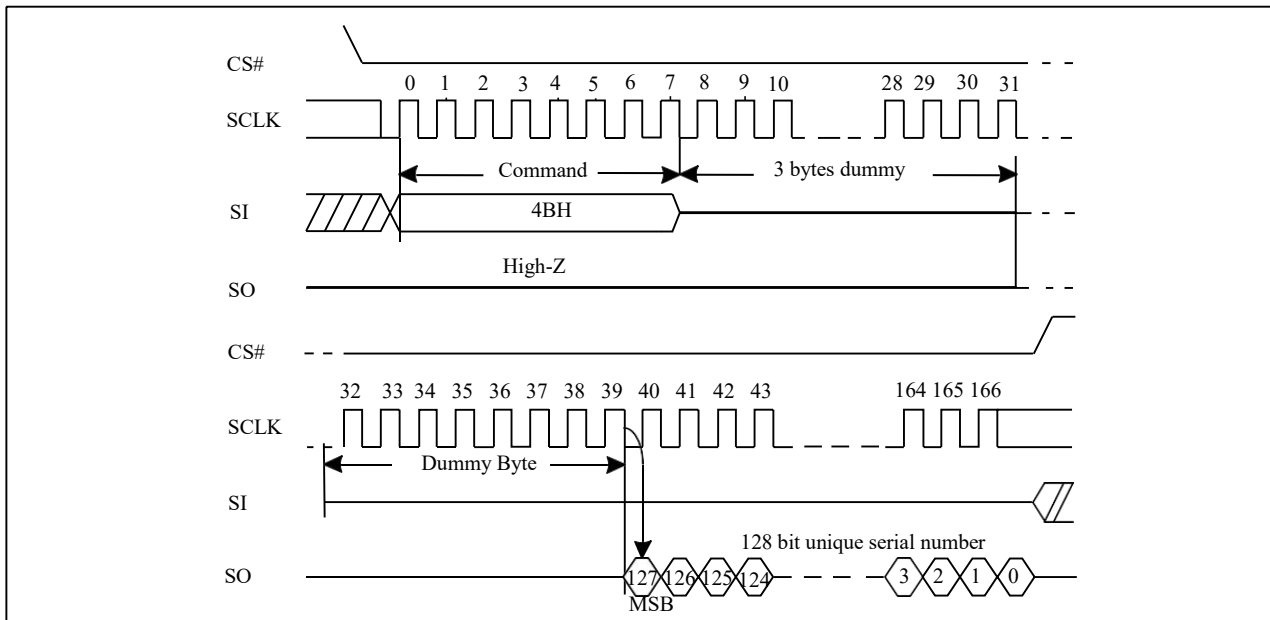 CS#
0 1 2 3 4 5 6 7 8 9 10 28 29 30 31
SCLK
Command 3 bytes dummy
SI 4BH
High-Z
SO
CS#
32 33 34 35 36 37 38 39 40 41 42 43 164 165 166
SCLK
Dummy Byte
SI
128 bit unique serial number
SO 127 126 125 124 3 2 1 0
MSB